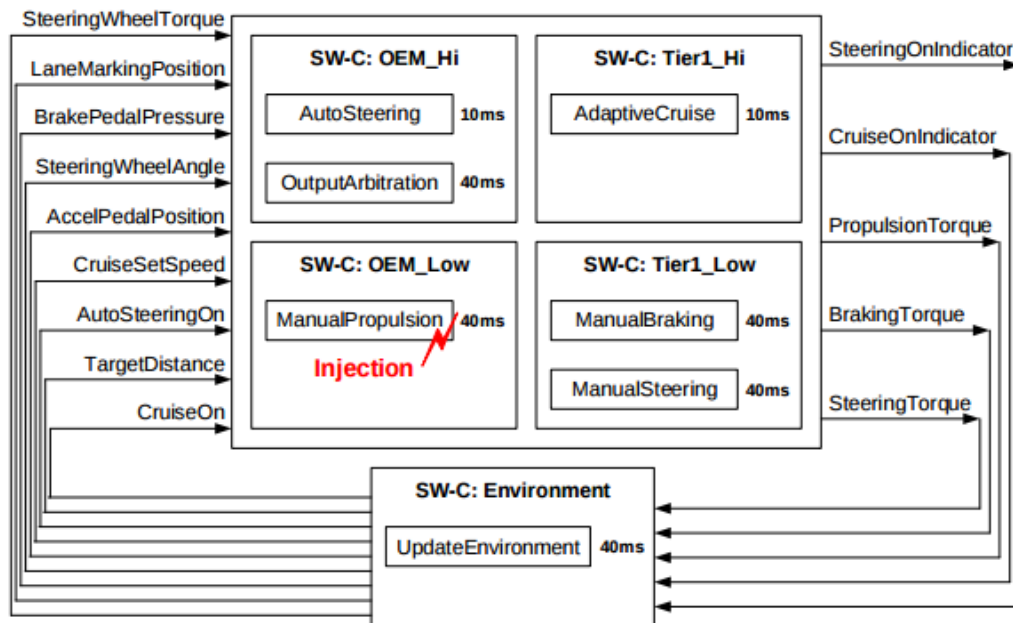 SteeringWheelTorque
LaneMarkingPosition
BrakePedalPressure
SteeringWheelAngle
AccelPedalPosition
CruiseSetSpeed
AutoSteeringOn
TargetDistance
CruiseOn
SW-C: OEM_Hi
AutoSteering 10ms
OutputArbitration 40ms
SW-C: Tier1_Hi
AdaptiveCruise 10ms
SW-C: OEM_Low
ManualPropulsion 40ms
Injection
SW-C: Tier1_Low
ManualBraking 40ms
ManualSteering 40ms
SteeringOnIndicator
CruiseOnIndicator
PropulsionTorque
BrakingTorque
SteeringTorque
SW-C: Environment
UpdateEnvironment 40ms